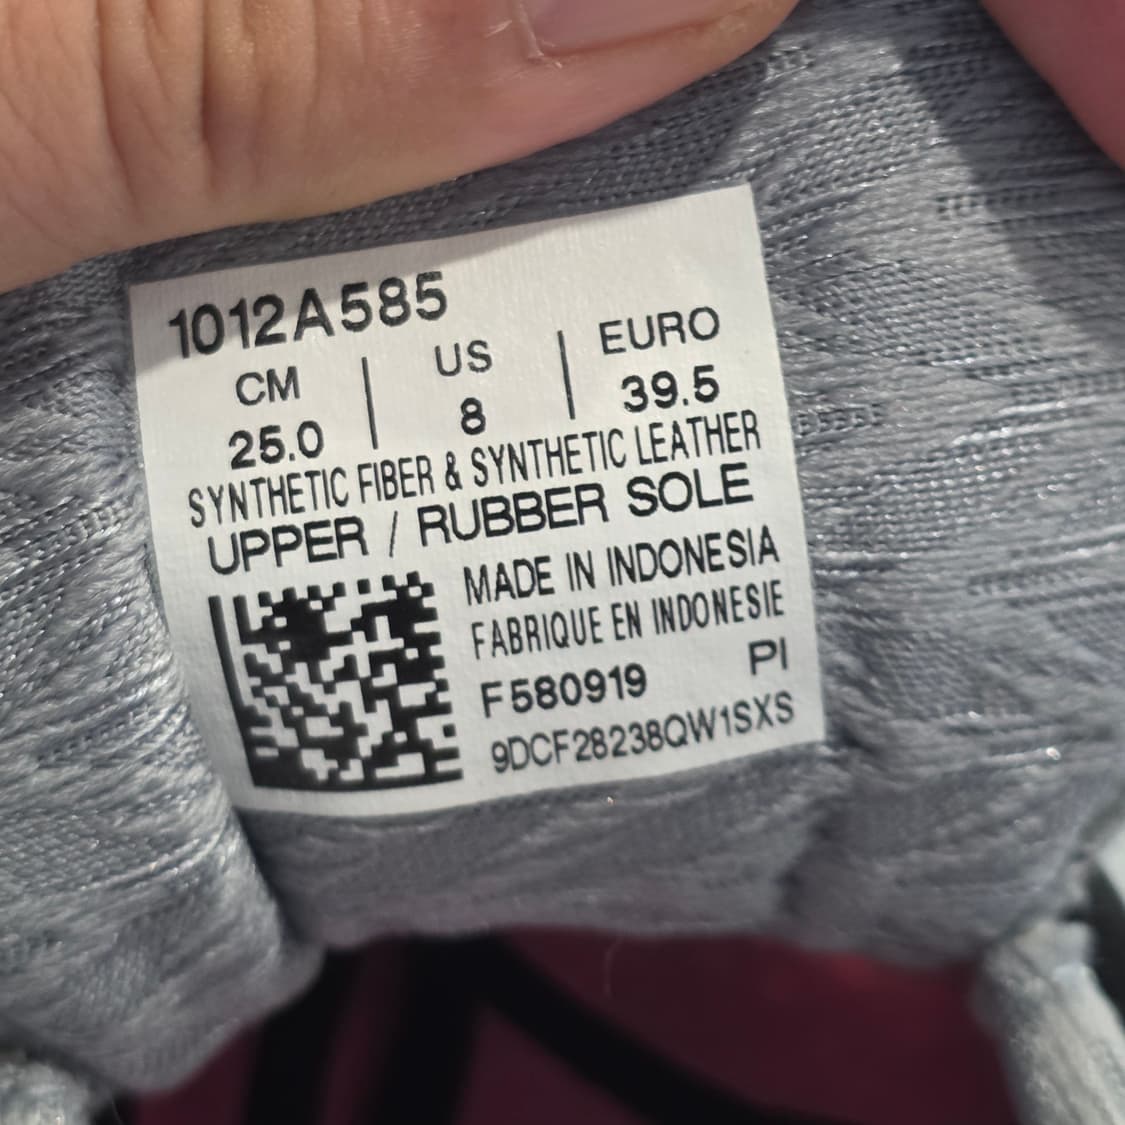 1012A585
CM | US | EURO
25.0 | 8 | 39.5
SYNTHETIC FIBER & SYNTHETIC LEATHER
UPPER / RUBBER SOLE
MADE IN INDONESIA
FABRIQUE EN INDONESIE
F580919 PI
9DCF28238QW1SXS